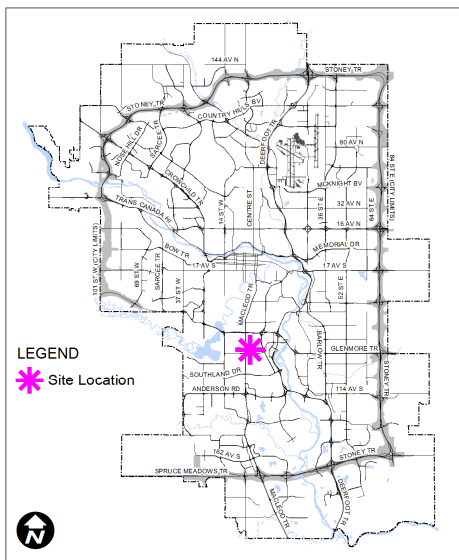 144 AV N
STONEY TR
STONEY TR
COUNTRY HILLS BV
NOSE HILL DR
SARCEE TR
DEERFOOT TR
80 AV N
CROWCHILD TR
MCKNIGHT BV
14 ST W
CENTRE ST
36 ST E
32 AV N
84 ST E (CITY LIMITS)
64 ST E
TRANS CANADA HI
16 AV N
101 ST W (CITY LIMITS)
BOW TR
MEMORIAL DR
17 AV S
17 AV S
69 ST W
SARCEE TR
37 ST W
MACLEOD TR
52 ST E
BARLOW TR
GLENMORE TR
LEGEND
Site Location
SOUTHLAND DR
STONEY TR
ANDERSON RD
114 AV S
162 AV S
STONEY TR
SPRUCE MEADOWS TR
MACLEOD TR
DEERFOOT TR
N